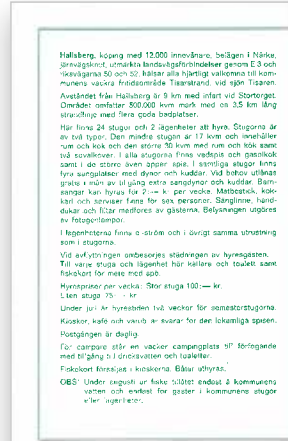 Hallsberg, köping med 12.000 innevånare, belägen i Närke,
järnvägsknut, utmärkta landsvägsförbindelser genom E 3 och
riksvägarna 50 och 52, hälsar alla hjärtligt välkomna till kom-
munens vackra fritidsområde Tisarstrand, vid sjön Tisaren.
Avståndet från Hallsberg är 9 km med infart vid Stortorget.
Området omfattar 800.000 kvm mark med ca 3,5 km lång
strandlinje med flera goda badplatser.
Här finns 24 stugor och 2 lägenheter att hyra. Stugorna är
av två typer. Den mindre stugan är 17 kvm och innehåller
rum och kök och den större 30 kvm med rum och kök samt
två sovalkover. I alla stugorna finns vedspis och gasolkök
samt i de större även öppen spis. I samtliga stugor finns
fyra sängplatser med dynor och kuddar. Vid behov utlånas
gratis i mån av tillgång extra sängdynor och kuddar. Barn-
sängar kan hyras för 2:— kr. per vecka. Matbestick, kok-
kärl och serviser finns för sex personer. Sänglinne, hand-
dukar och filtar medföres av gästerna. Belysningen utgöres
av fotogenlampor.
I lägenheterna finns el-ström och i övrigt samma utrustning
som i stugorna.
Vid avflyttningen ombesörjes städningen av hyresgästen.
Till varje stuga och lägenhet hör källare och toalett samt
fiskekort för mete med spö.
Hyrespriser per vecka: Stor stuga 100:— kr.
Liten stuga 75:— kr.
Under juli är hyrestiden två veckor för semesterstugorna.
Kiosker, kafé och varubuss svarar för den lekamliga spisen.
Postgången är daglig.
För campare står en vacker campingplats till förfogande
med tillgång till dricksvatten och toaletter.
Fiskekort försäljes i kioskerna. Båtar uthyras.
OBS! Under augusti är fiske tillåtet endast å kommunens
vatten och endast för gäster i kommunens stugor
eller lägenheter.